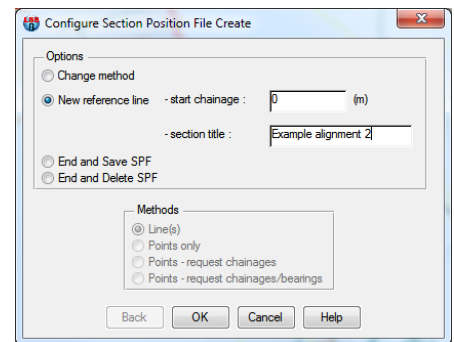 Configure Section Position File Create
Options
Change method
New reference line - start chainage : 0 (m)
- section title : Example alignment 2
End and Save SPF
End and Delete SPF
Methods
Line(s)
Points only
Points - request chainages
Points - request chainages/bearings
Back OK Cancel Help